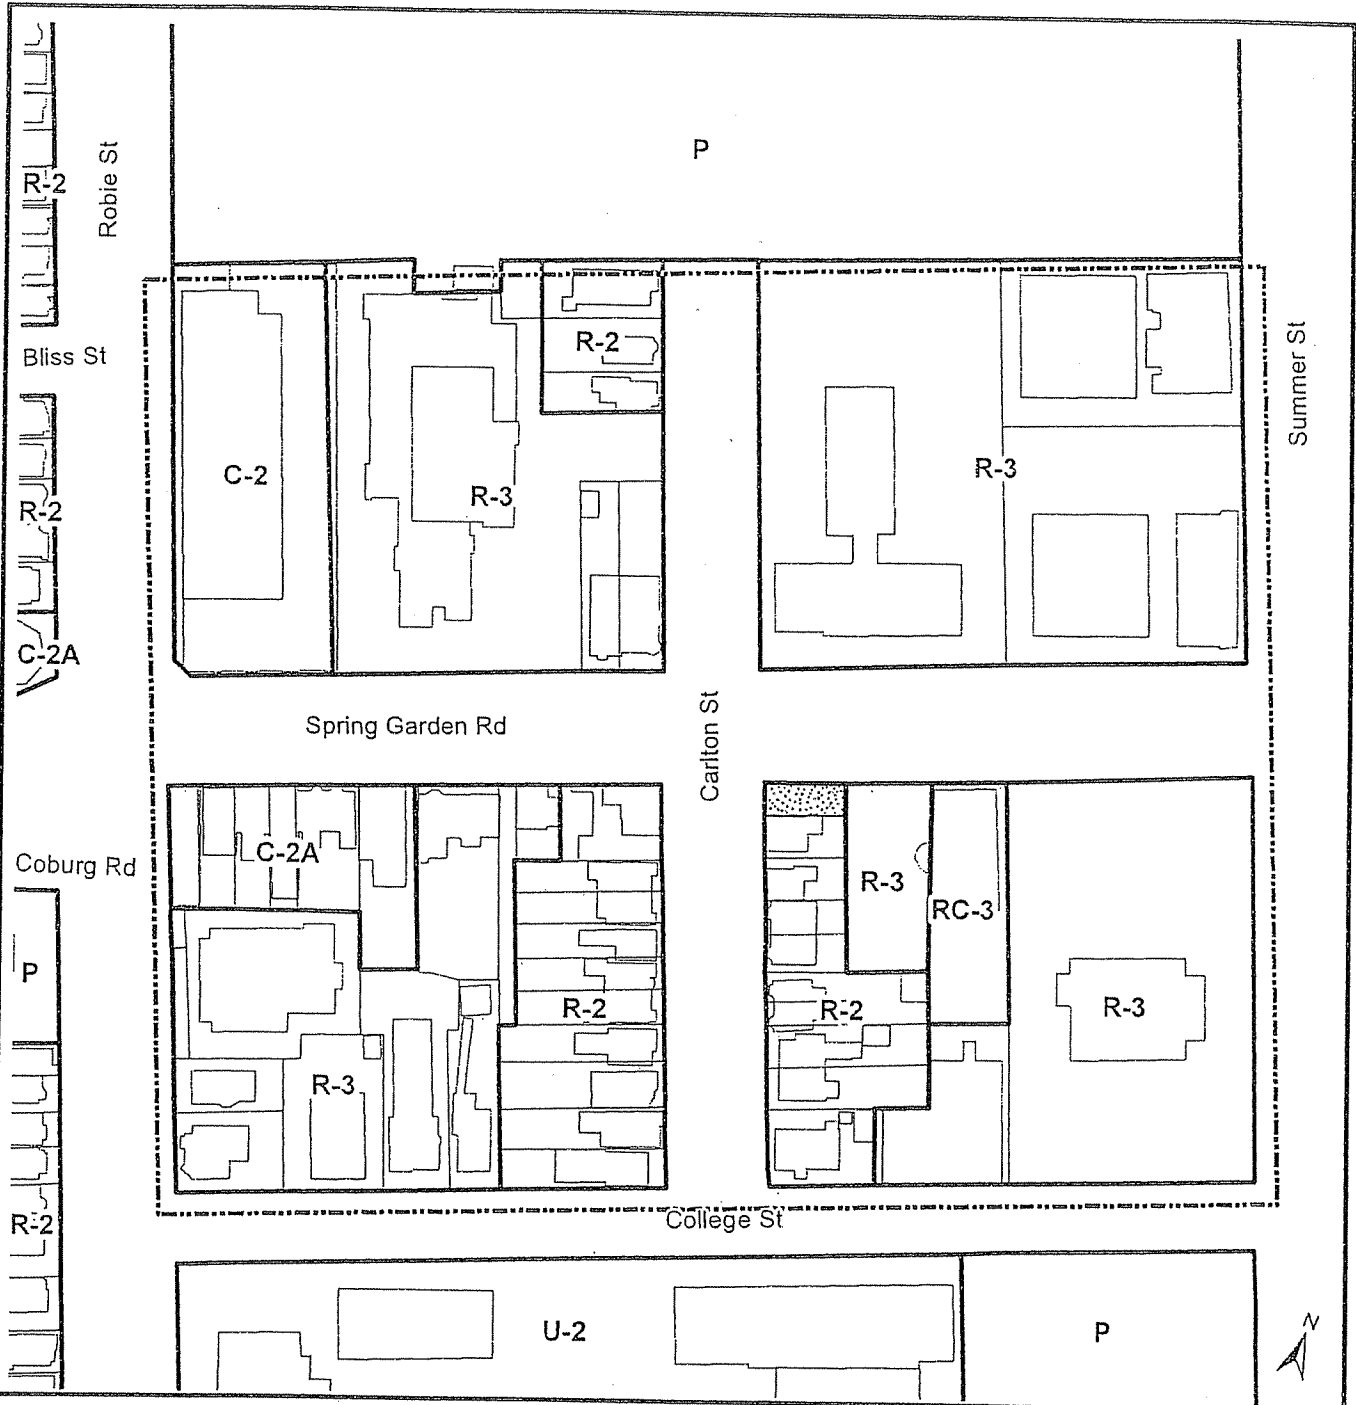 P
R-2
Robie St
Bliss St
R-2
Summer St
C-2
R-3
R-3
R-2
C-2A
Spring Garden Rd
Carlton St
Coburg Rd
C-2A
R-3
RC-3
P
R-2
R-2
R-3
R-3
R-2
College St
U-2
P
N